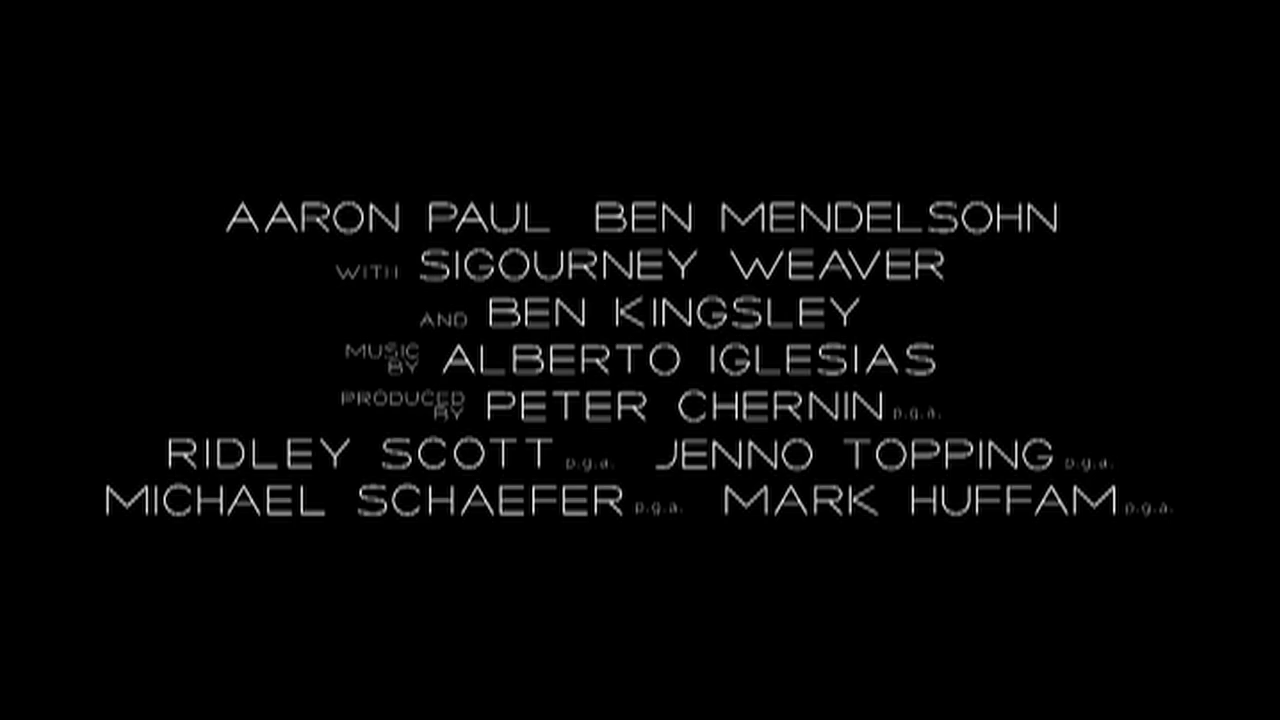 AARON PAUL BEN MENDELSOHN
WITH SIGOURNEY WEAVER
AND BEN KINGSLEY
MUSIC BY ALBERTO IGLESIAS
PRODUCED BY PETER CHERNIN p.g.a.
RIDLEY SCOTT p.g.a. JENNO TOPPING p.g.a.
MICHAEL SCHAEFER p.g.a. MARK HUFFAM p.g.a.